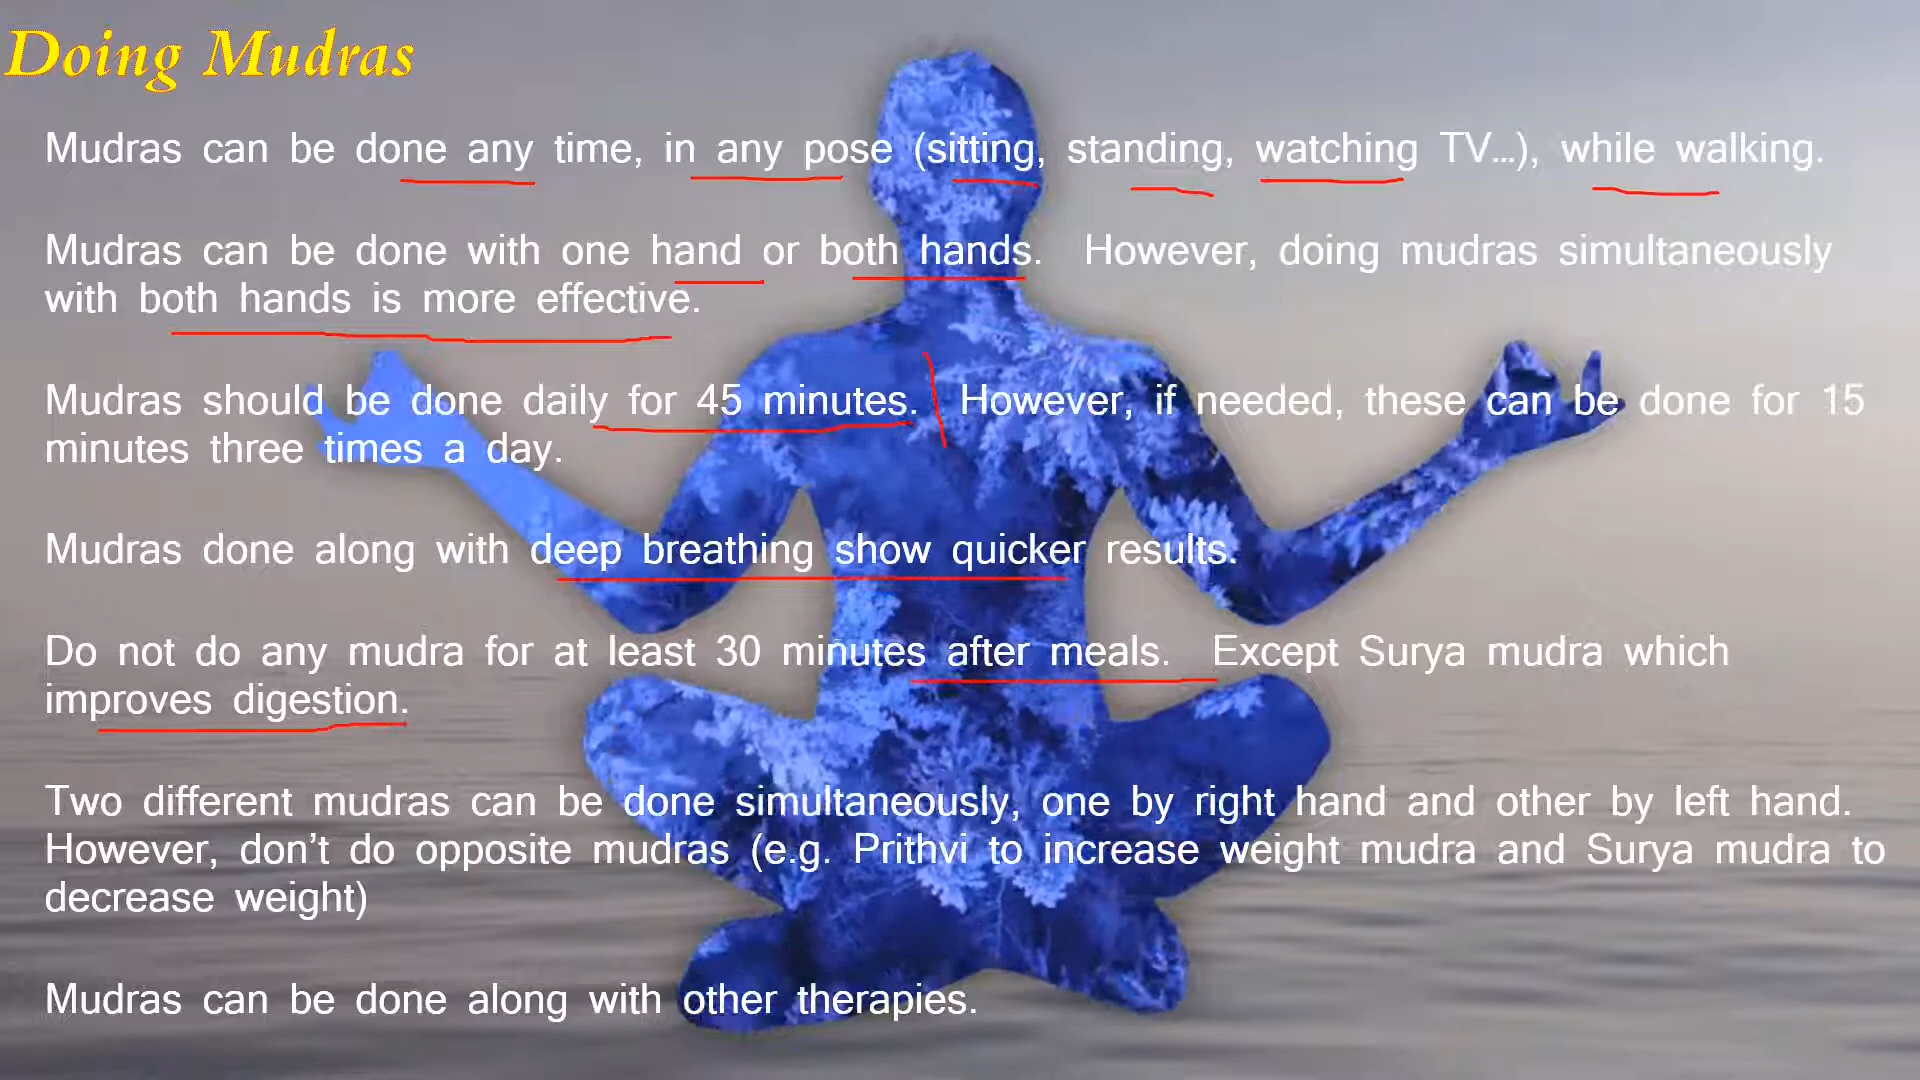 Doing Mudras
Mudras can be done any time, in any pose (sitting, standing, watching TV...), while walking.
Mudras can be done with one hand or both hands. However, doing mudras simultaneously
with both hands is more effective.
Mudras should be done daily for 45 minutes. However, if needed, these can be done for 15
minutes three times a day.
Mudras done along with deep breathing show quicker results.
Do not do any mudra for at least 30 minutes after meals. Except Surya mudra which
improves digestion.
Two different mudras can be done simultaneously, one by right hand and other by left hand.
However, don’t do opposite mudras (e.g. Prithvi to increase weight mudra and Surya mudra to
decrease weight)
Mudras can be done along with other therapies.